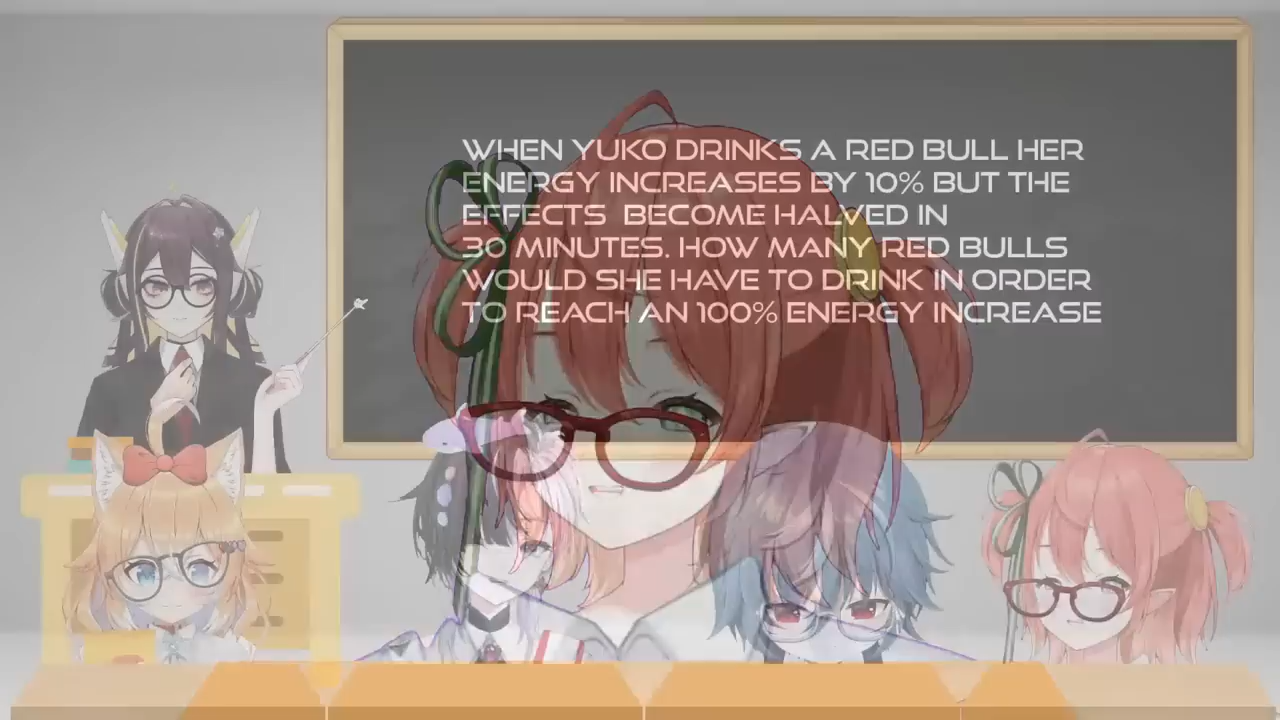 WHEN YUKO DRINKS A RED BULL HER
ENERGY INCREASES BY 10% BUT THE
EFFECTS BECOME HALVED IN
30 MINUTES. HOW MANY RED BULLS
WOULD SHE HAVE TO DRINK IN ORDER
TO REACH AN 100% ENERGY INCREASE